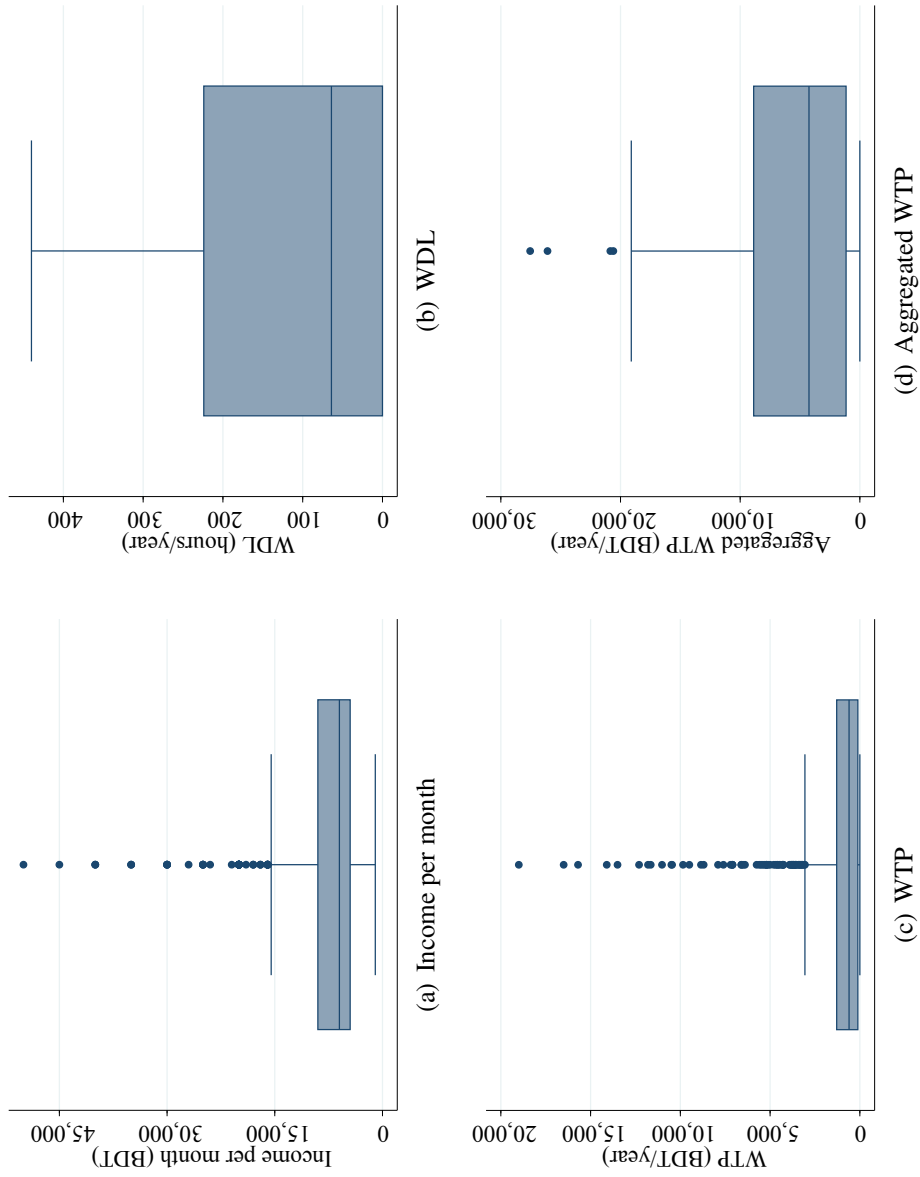 Income per month (BDT)
45,000
30,000
15,000
0
(a) Income per month
WDL (hours/year)
400
300
200
100
0
(b) WDL
WTP (BDT/year)
20,000
15,000
10,000
5,000
0
(c) WTP
Aggregated WTP (BDT/year)
30,000
20,000
10,000
0
(d) Aggregated WTP